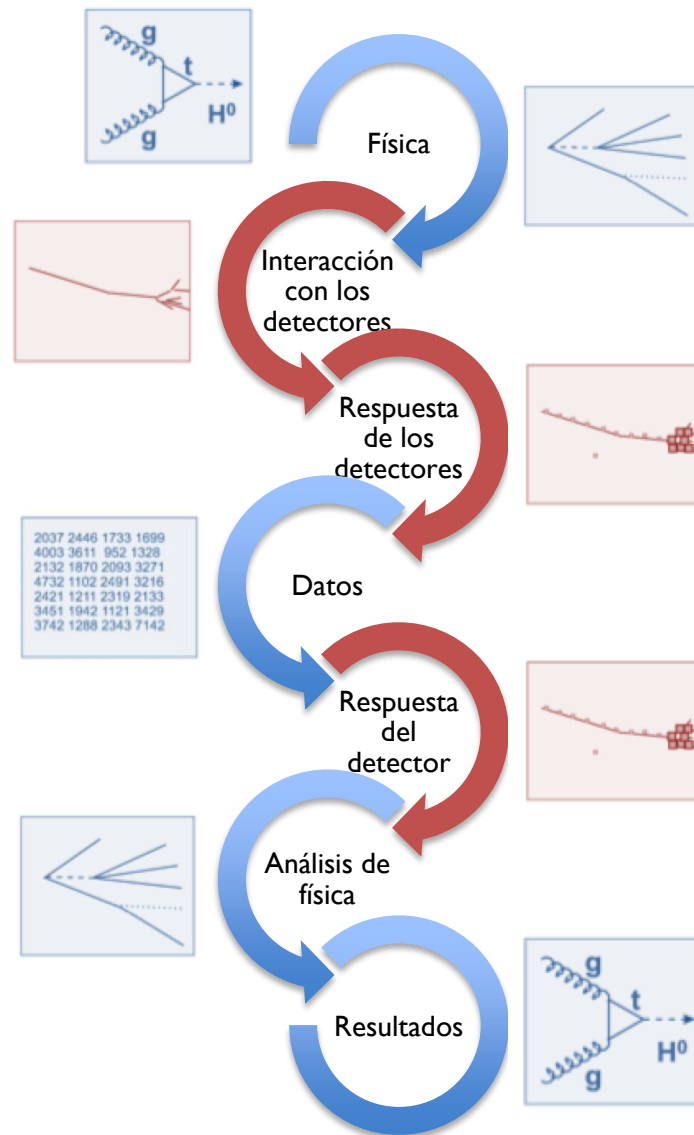 g
t
H⁰
g
Física
Interacción
con los
detectores
Respuesta
de los
detectores
2037 2446 1733 1699
4003 3611 952 1328
2132 1870 2093 3271
4732 1102 2491 3216
2421 1211 2319 2133
3451 1942 1121 3429
3742 1288 2343 7142
Datos
Respuesta
del
detector
Análisis de
física
Resultados
g
t
H⁰
g